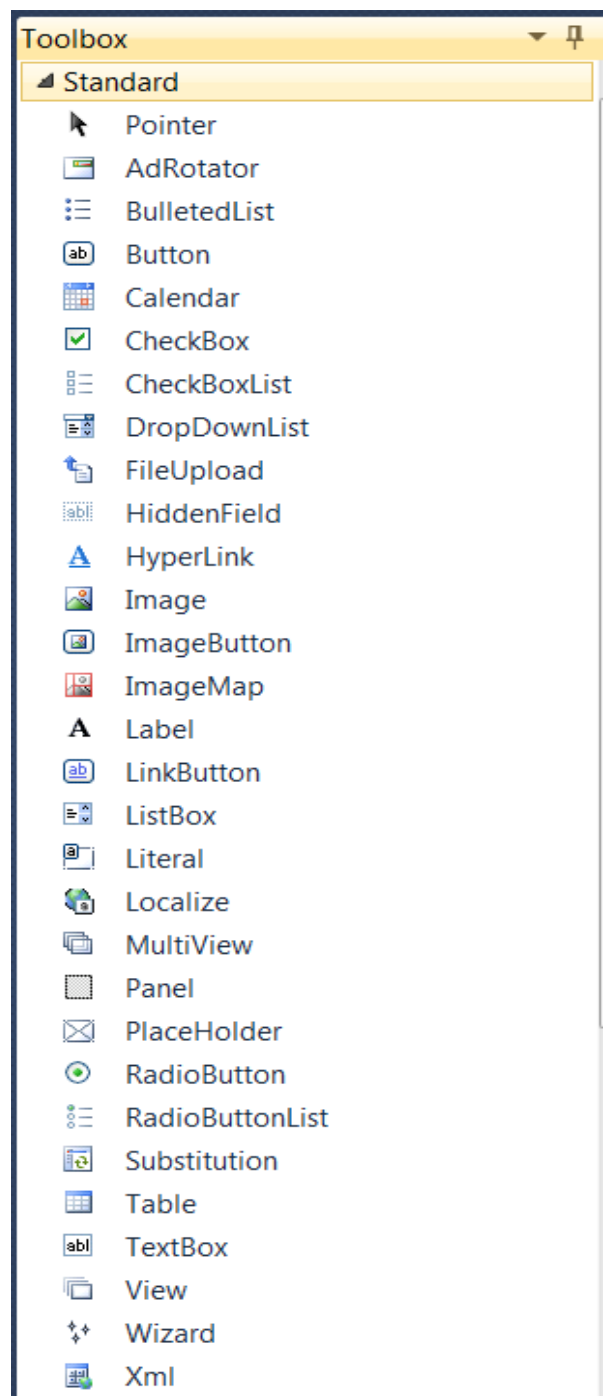 Toolbox
Standard
Pointer
AdRotator
BulletedList
Button
Calendar
CheckBox
CheckBoxList
DropDownList
FileUpload
HiddenField
HyperLink
Image
ImageButton
ImageMap
Label
LinkButton
ListBox
Literal
Localize
MultiView
Panel
PlaceHolder
RadioButton
RadioButtonList
Substitution
Table
TextBox
View
Wizard
Xml